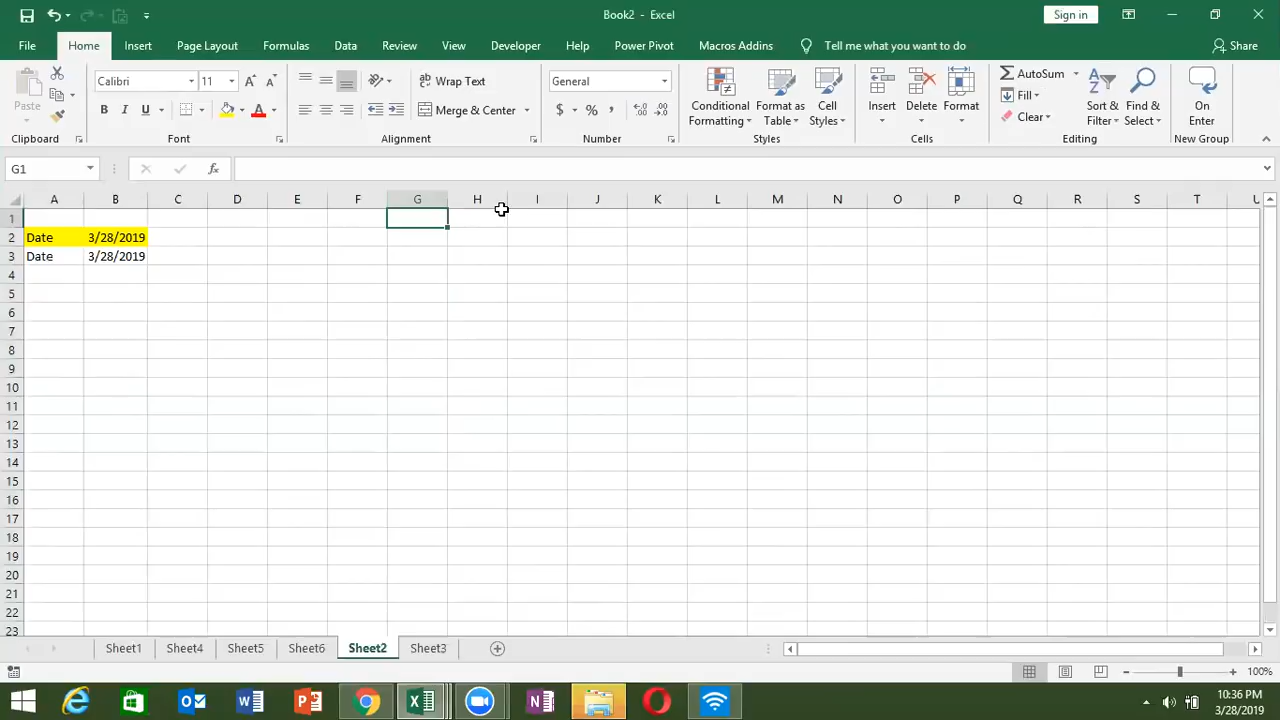 Book2 - Excel
Sign in
File Home Insert Page Layout Formulas Data Review View Developer Help Power Pivot Macros Addins Tell me what you want to do Share
Paste
Calibri 11
B I U
Wrap Text
Merge & Center
General
$ % ,
Conditional Formatting
Format as Table
Cell Styles
Insert Delete Format
AutoSum
Fill
Clear
Sort & Filter
Find & Select
On Enter
Clipboard Font Alignment Number Styles Cells Editing New Group
G1 fx
A B C D E F G H I J K L M N O P Q R S T U
1
2 Date 3/28/2019
3 Date 3/28/2019
4
5
6
7
8
9
10
11
12
13
14
15
16
17
18
19
20
21
22
23
Sheet1 Sheet4 Sheet5 Sheet6 Sheet2 Sheet3
100%
10:36 PM
3/28/2019